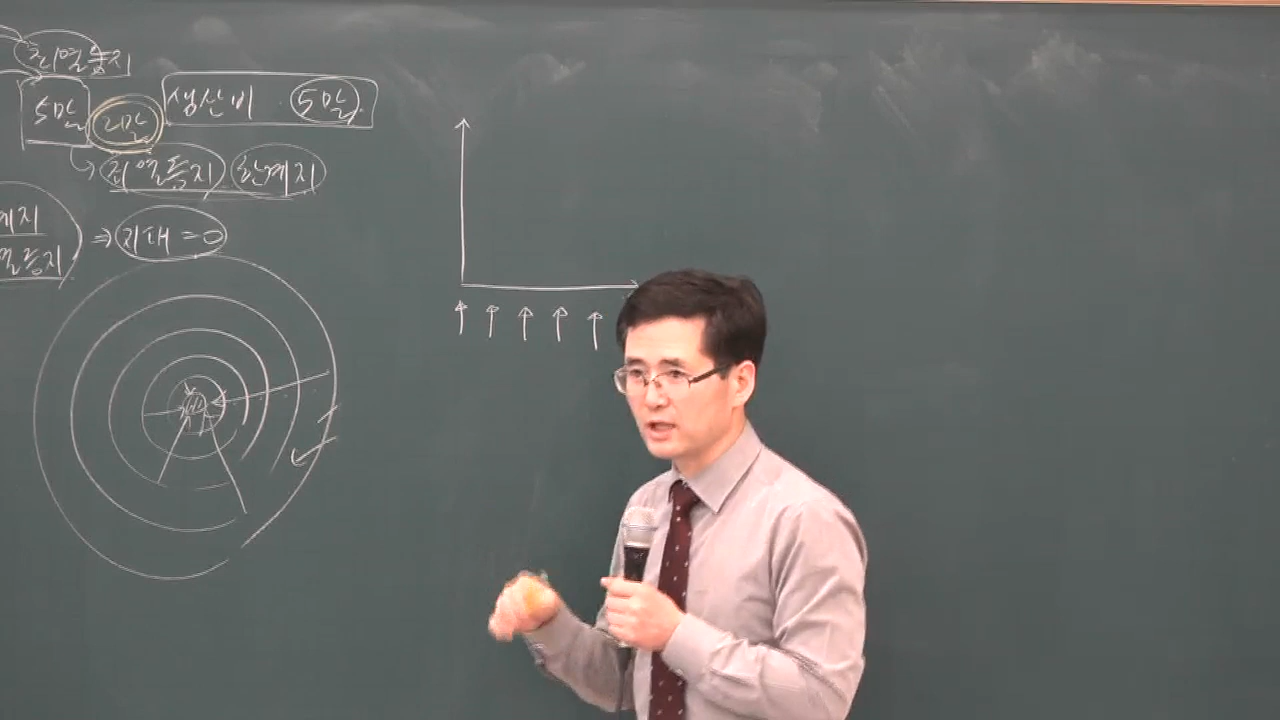 최열등지
5만 2만 생산비 5만
최열등지 한계지
계지 ⇒ 지대 = 0
열등지